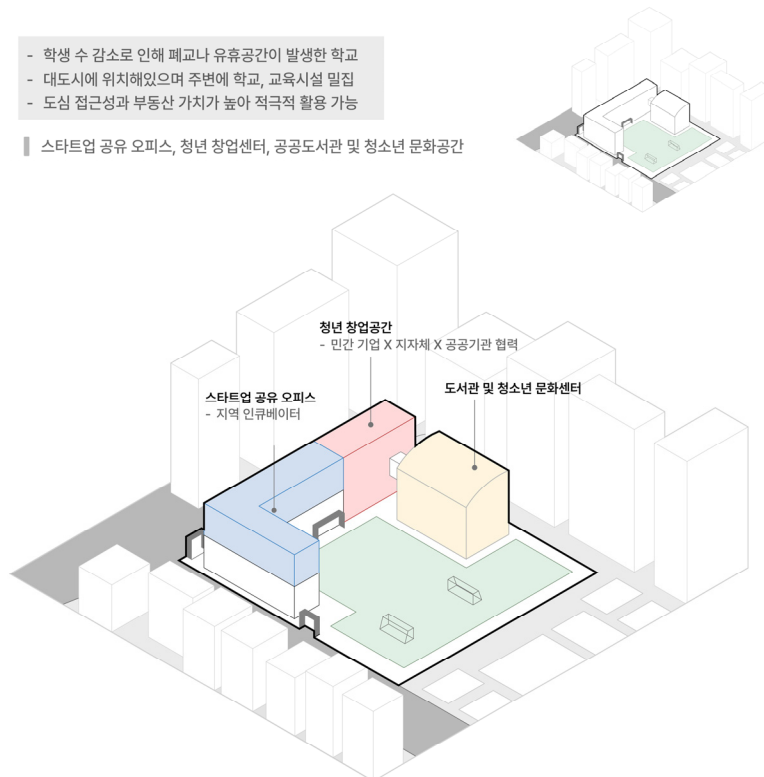 - 학생 수 감소로 인해 폐교나 유휴공간이 발생한 학교
- 대도시에 위치해있으며 주변에 학교, 교육시설 밀집
- 도심 접근성과 부동산 가치가 높아 적극적 활용 가능
스타트업 공유 오피스, 청년 창업센터, 공공도서관 및 청소년 문화공간
청년 창업공간
- 민간 기업 X 지자체 X 공공기관 협력
스타트업 공유 오피스
- 지역 인큐베이터
도서관 및 청소년 문화센터